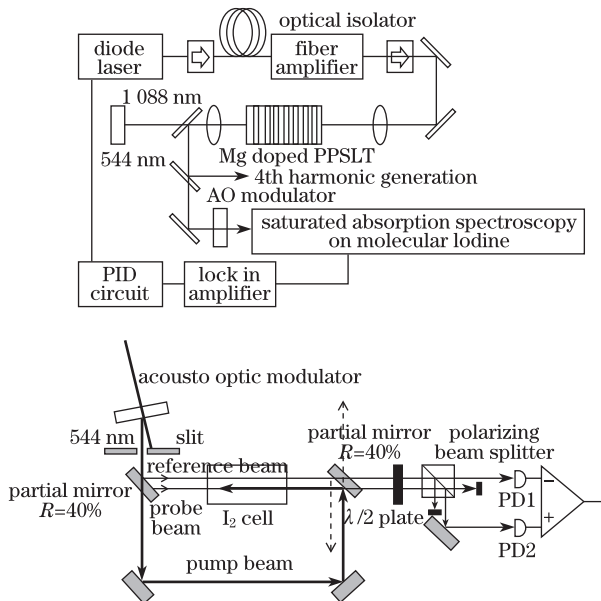 optical isolator
diode
laser
fiber
amplifier
1 088 nm
544 nm
Mg doped PPSLT
4th harmonic generation
AO modulator
saturated absorption spectroscopy
on molecular Iodine
PID
circuit
lock in
amplifier
acousto optic modulator
544 nm
slit
partial mirror
R=40%
polarizing
beam splitter
reference beam
partial mirror
R=40%
probe
beam
I₂ cell
λ/2 plate
PD1
−
+
PD2
pump beam